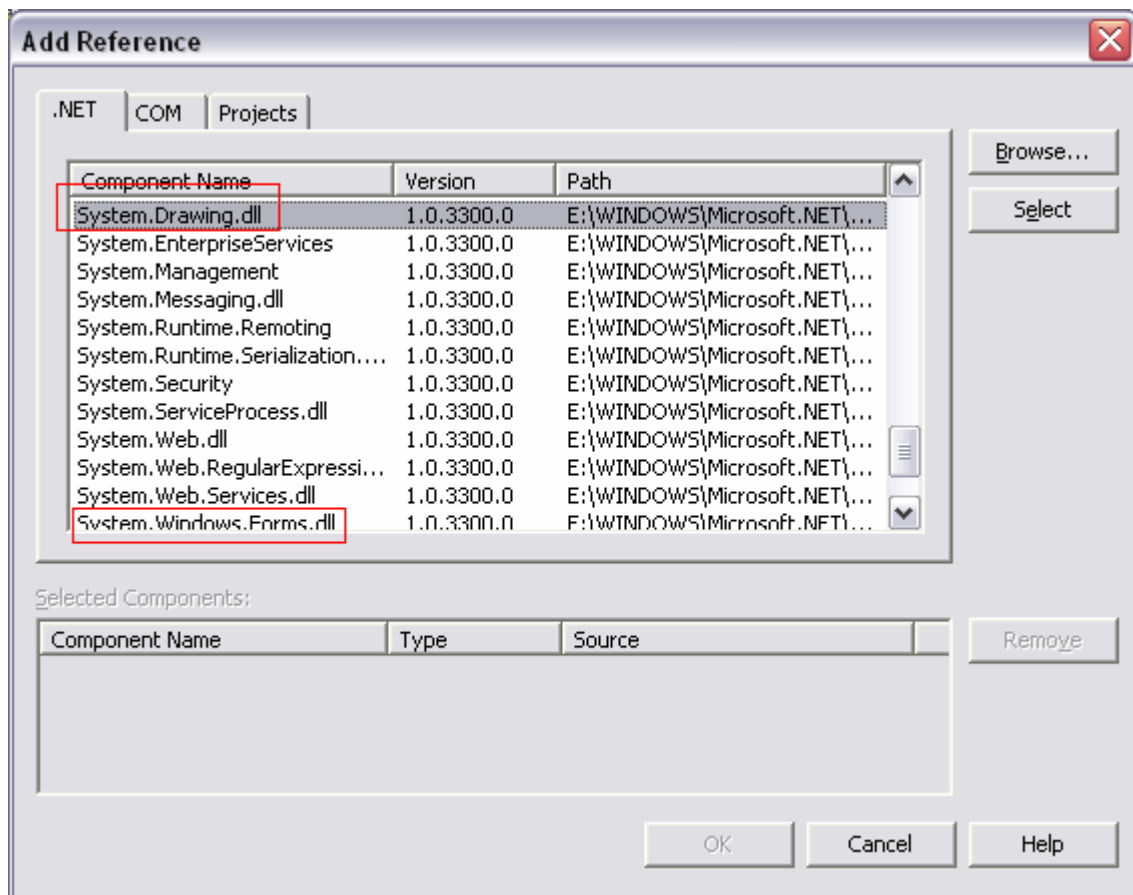 Add Reference
.NET COM Projects
Browse...
Select
Component Name Version Path
System.Drawing.dll 1.0.3300.0 E:\WINDOWS\Microsoft.NET\...
System.EnterpriseServices 1.0.3300.0 E:\WINDOWS\Microsoft.NET\...
System.Management 1.0.3300.0 E:\WINDOWS\Microsoft.NET\...
System.Messaging.dll 1.0.3300.0 E:\WINDOWS\Microsoft.NET\...
System.Runtime.Remoting 1.0.3300.0 E:\WINDOWS\Microsoft.NET\...
System.Runtime.Serialization.... 1.0.3300.0 E:\WINDOWS\Microsoft.NET\...
System.Security 1.0.3300.0 E:\WINDOWS\Microsoft.NET\...
System.ServiceProcess.dll 1.0.3300.0 E:\WINDOWS\Microsoft.NET\...
System.Web.dll 1.0.3300.0 E:\WINDOWS\Microsoft.NET\...
System.Web.RegularExpressi... 1.0.3300.0 E:\WINDOWS\Microsoft.NET\...
System.Web.Services.dll 1.0.3300.0 E:\WINDOWS\Microsoft.NET\...
System.Windows.Forms.dll 1.0.3300.0 E:\WINDOWS\Microsoft.NET\...
Selected Components:
Component Name Type Source
Remove
OK Cancel Help